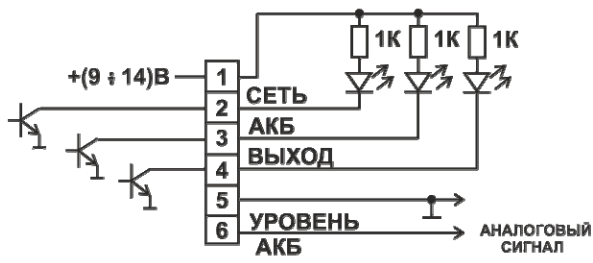 1К 1К 1К
+(9 ÷ 14)В
1
2
СЕТЬ
3
АКБ
4
ВЫХОД
5
6
УРОВЕНЬ
АКБ
АНАЛОГОВЫЙ
СИГНАЛ